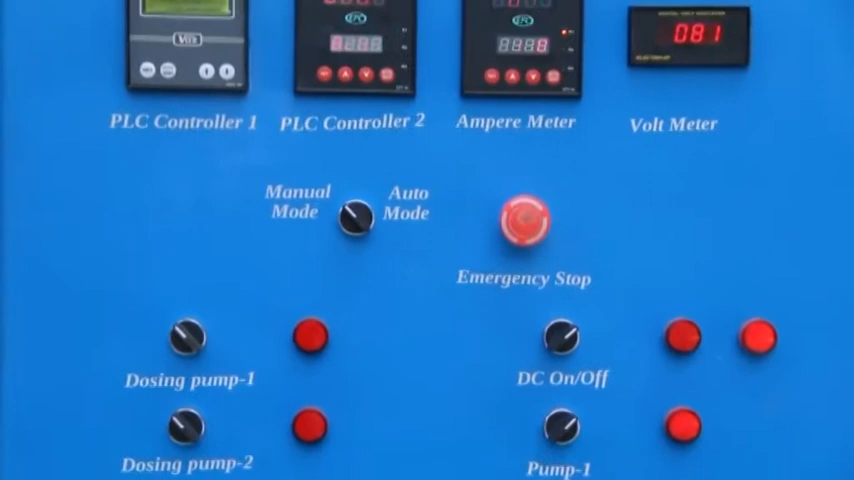 081
PLC Controller 1
PLC Controller 2
Ampere Meter
Volt Meter
Manual Mode
Auto Mode
Emergency Stop
Dosing pump-1
DC On/Off
Dosing pump-2
Pump-1